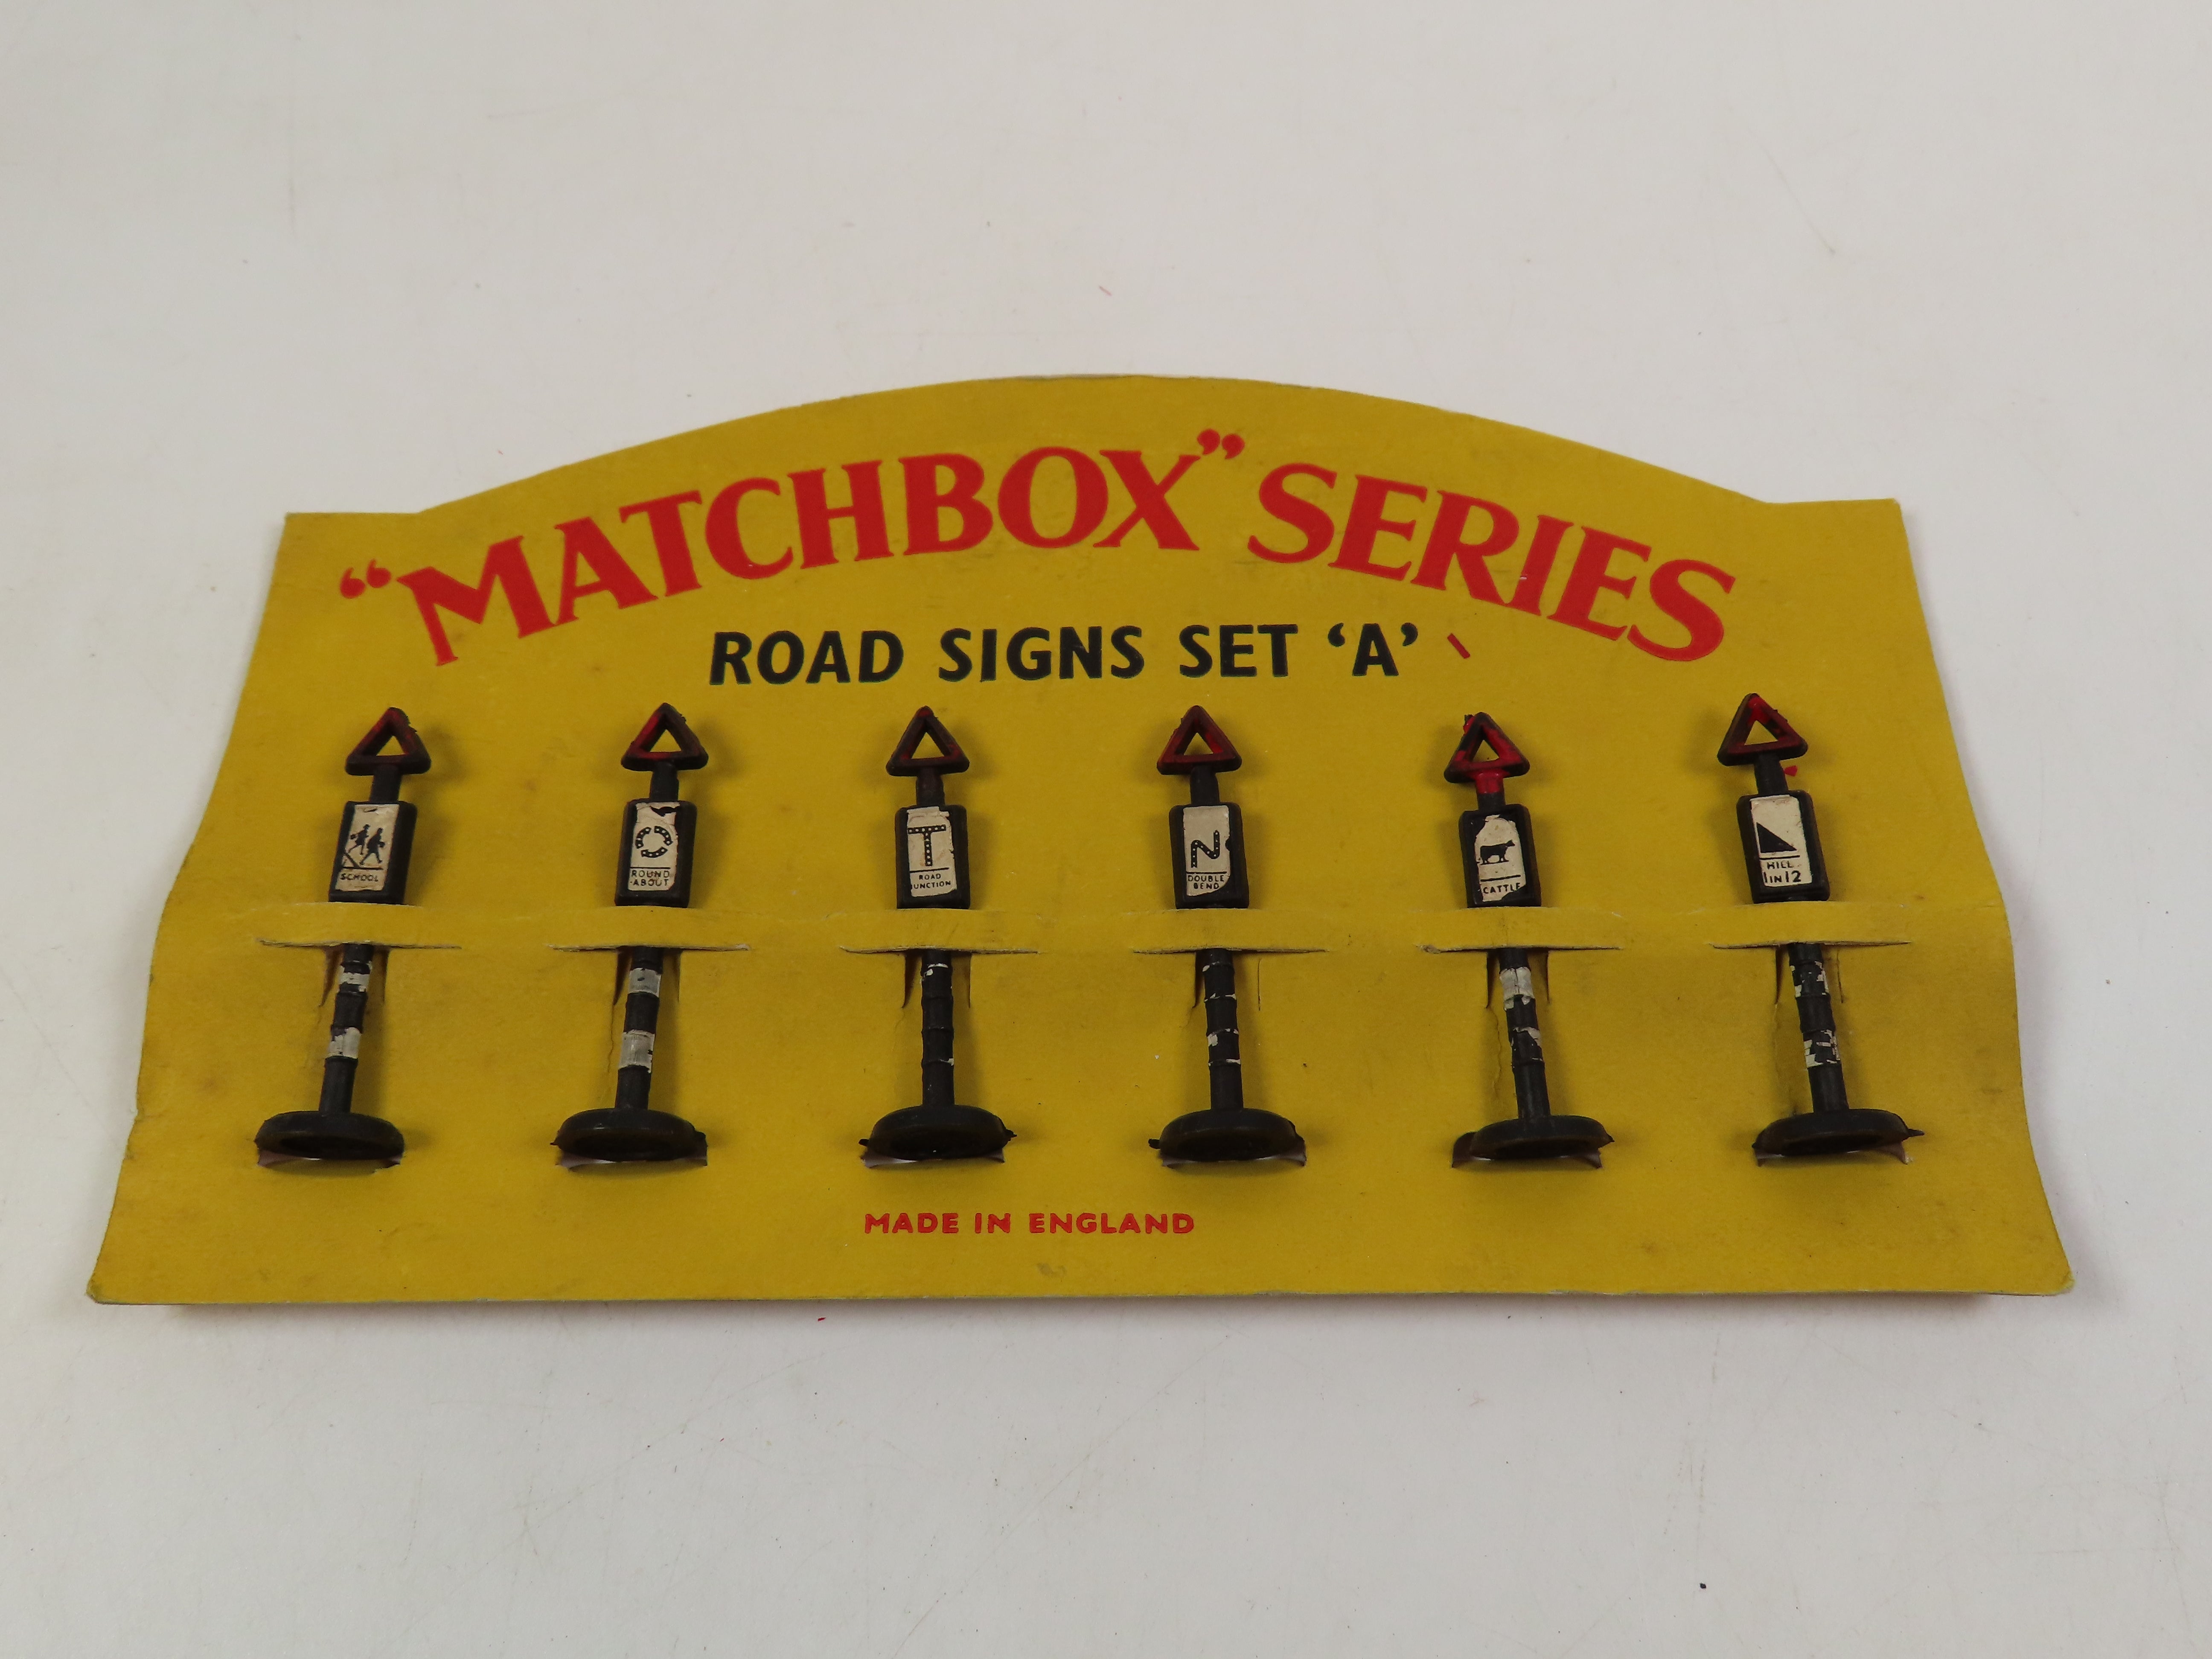 “MATCHBOX” SERIES
ROAD SIGNS SET ‘A’
SCHOOL
ROUND
ABOUT
T
ROAD
JUNCTION
DOUBLE
BEND
CATTLE
HILL
1 IN 12
MADE IN ENGLAND